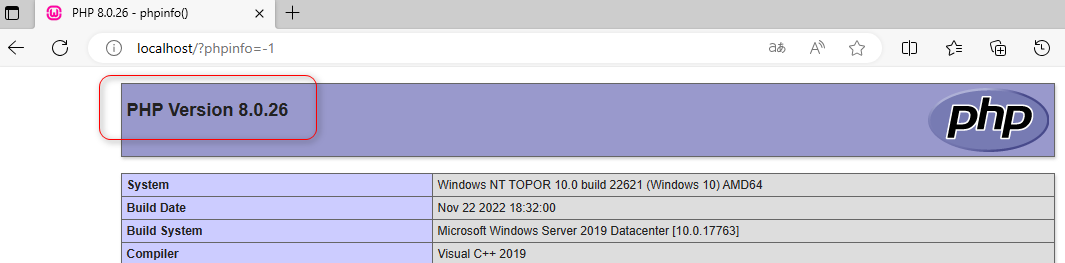 PHP 8.0.26 - phpinfo()
localhost/?phpinfo=-1
PHP Version 8.0.26
php
System Windows NT TOPOR 10.0 build 22621 (Windows 10) AMD64
Build Date Nov 22 2022 18:32:00
Build System Microsoft Windows Server 2019 Datacenter [10.0.17763]
Compiler Visual C++ 2019